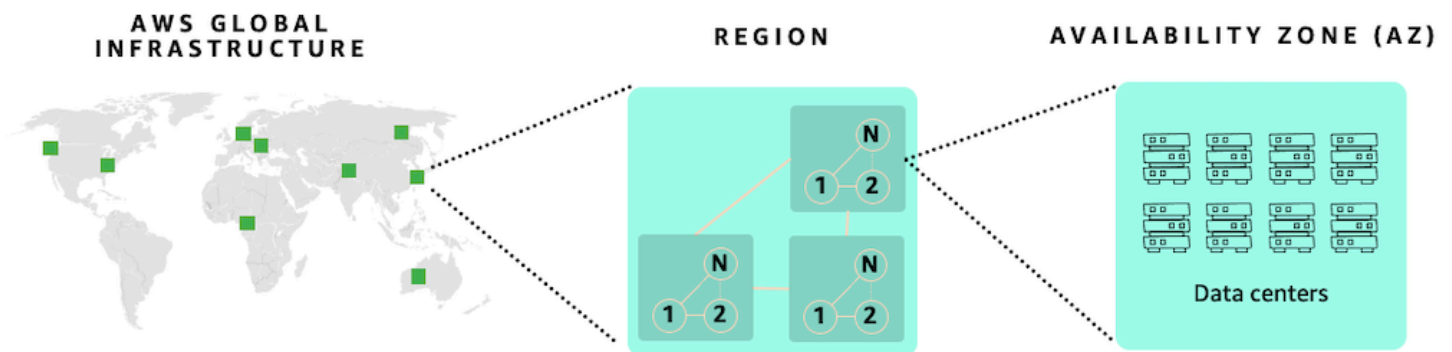 AWS GLOBAL
INFRASTRUCTURE
REGION
AVAILABILITY ZONE (AZ)
N
1 2
N
1 2
N
1 2
Data centers